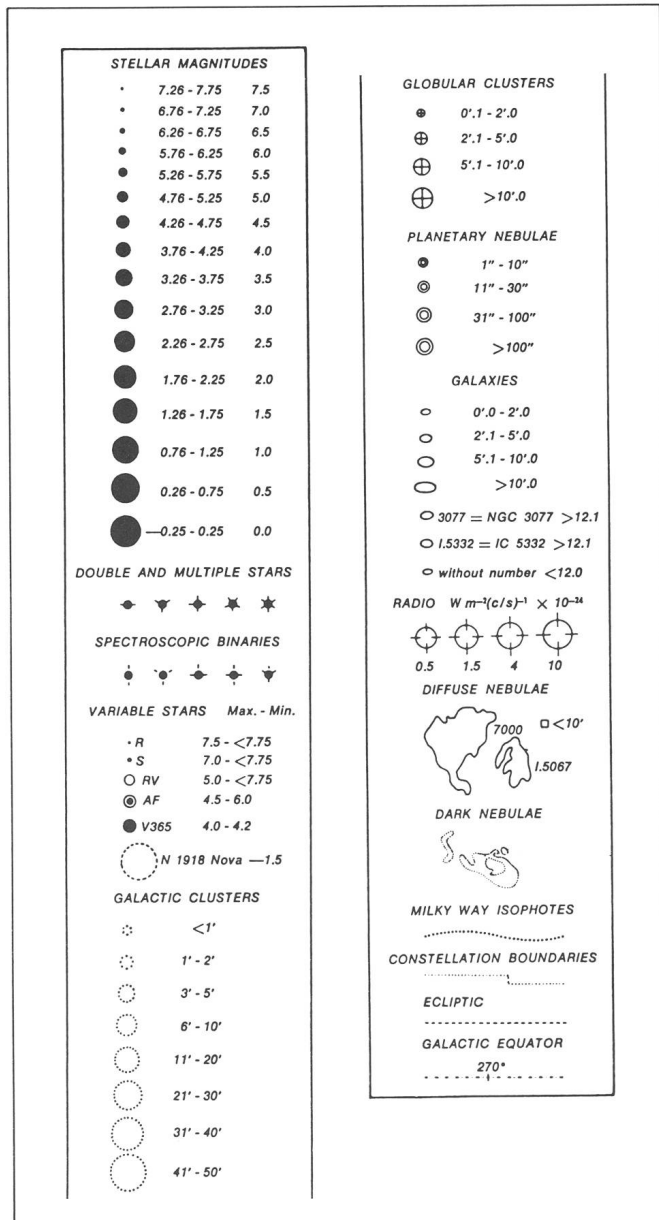 STELLAR MAGNITUDES
7.26 - 7.75 7.5
6.76 - 7.25 7.0
6.26 - 6.75 6.5
5.76 - 6.25 6.0
5.26 - 5.75 5.5
4.76 - 5.25 5.0
4.26 - 4.75 4.5
3.76 - 4.25 4.0
3.26 - 3.75 3.5
2.76 - 3.25 3.0
2.26 - 2.75 2.5
1.76 - 2.25 2.0
1.26 - 1.75 1.5
0.76 - 1.25 1.0
0.26 - 0.75 0.5
—0.25 - 0.25 0.0
DOUBLE AND MULTIPLE STARS
SPECTROSCOPIC BINARIES
VARIABLE STARS Max. - Min.
R 7.5 - <7.75
S 7.0 - <7.75
RV 5.0 - <7.75
AF 4.5 - 6.0
V365 4.0 - 4.2
N 1918 Nova —1.5
GALACTIC CLUSTERS
<1'
1' - 2'
3' - 5'
6' - 10'
11' - 20'
21' - 30'
31' - 40'
41' - 50'
GLOBULAR CLUSTERS
0'.1 - 2'.0
2'.1 - 5'.0
5'.1 - 10'.0
>10'.0
PLANETARY NEBULAE
1" - 10"
11" - 30"
31" - 100"
>100"
GALAXIES
0'.0 - 2'.0
2'.1 - 5'.0
5'.1 - 10'.0
>10'.0
3077 = NGC 3077 >12.1
I.5332 = IC 5332 >12.1
without number <12.0
RADIO W m⁻²(c/s)⁻¹ × 10⁻²⁴
0.5 1.5 4 10
DIFFUSE NEBULAE
7000 <10'
I.5067
DARK NEBULAE
MILKY WAY ISOPHOTES
CONSTELLATION BOUNDARIES
ECLIPTIC
GALACTIC EQUATOR
270°